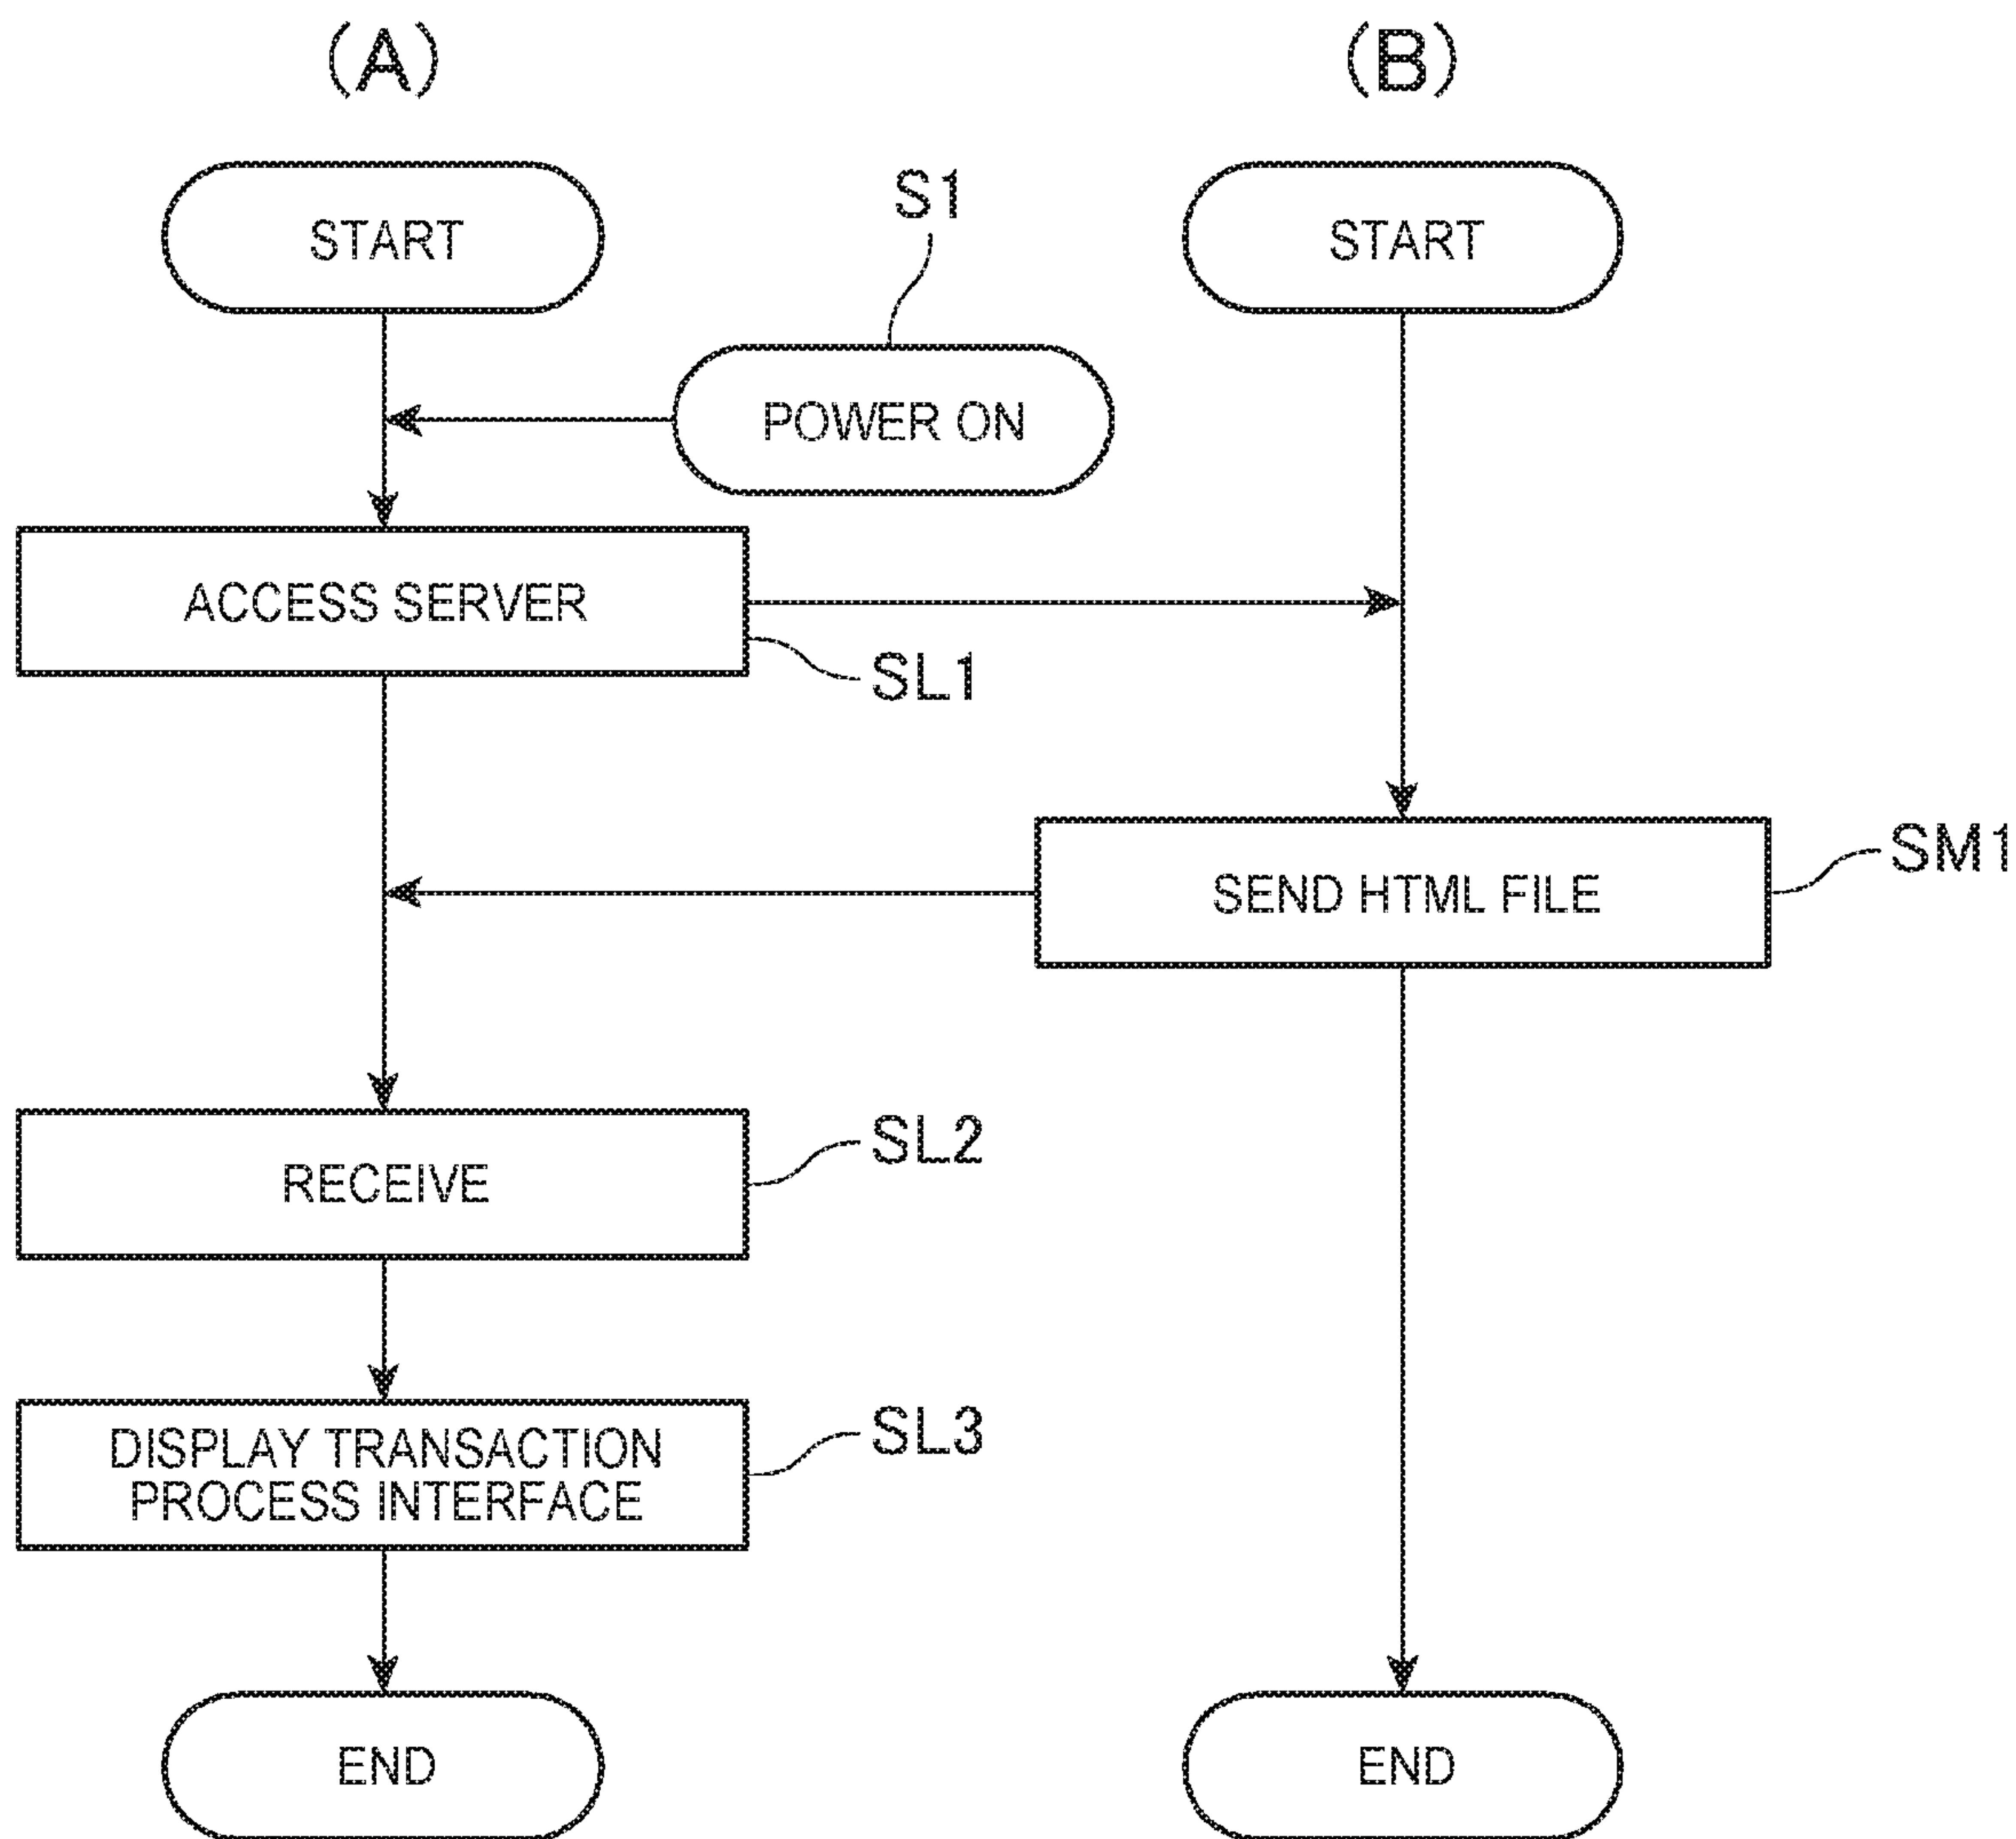 (A)
(B)
START
S1
START
POWER ON
ACCESS SERVER
SL1
SEND HTML FILE
SM1
RECEIVE
SL2
DISPLAY TRANSACTION
PROCESS INTERFACE
SL3
END
END